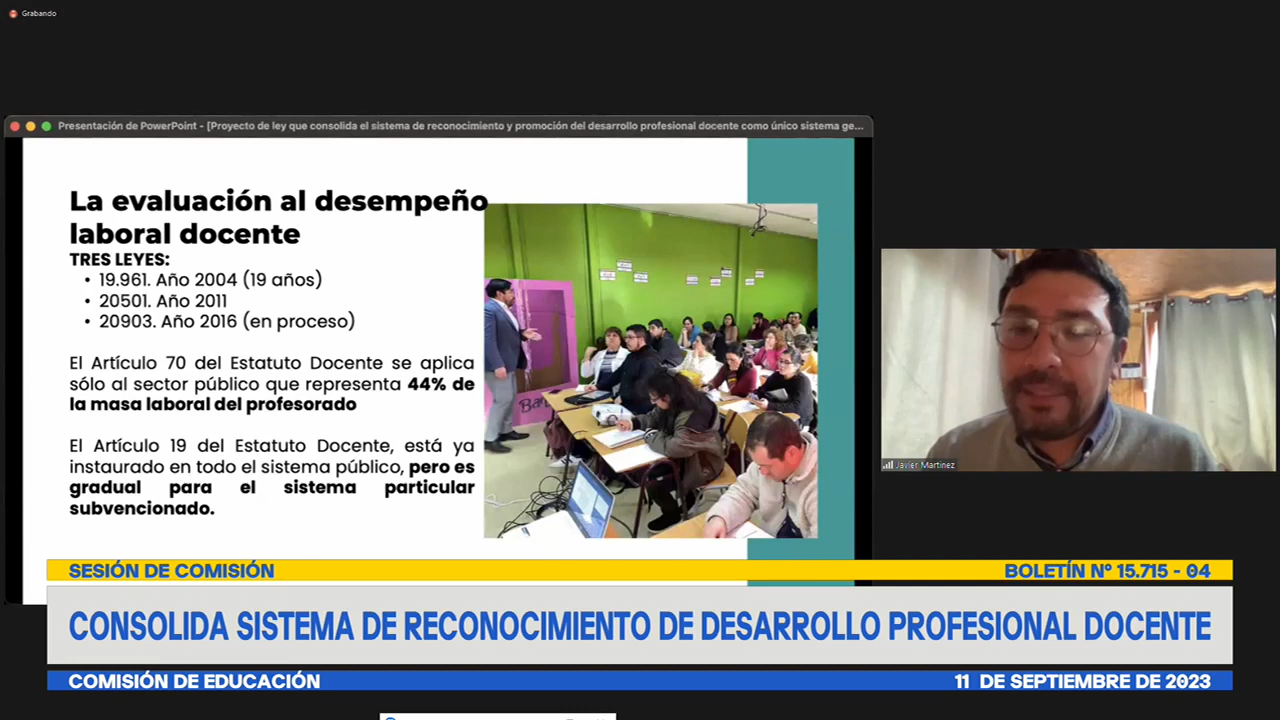 Grabando
Presentación de PowerPoint - [Proyecto de ley que consolida el sistema de reconocimiento y promoción del desarrollo profesional docente como único sistema ge...
La evaluación al desempeño
laboral docente
TRES LEYES:
• 19.961. Año 2004 (19 años)
• 20501. Año 2011
• 20903. Año 2016 (en proceso)
El Artículo 70 del Estatuto Docente se aplica
sólo al sector público que representa 44% de
la masa laboral del profesorado
El Artículo 19 del Estatuto Docente, está ya
instaurado en todo el sistema público, pero es
gradual para el sistema particular
subvencionado.
Javier Martinez
SESIÓN DE COMISIÓN
BOLETÍN N° 15.715 - 04
CONSOLIDA SISTEMA DE RECONOCIMIENTO DE DESARROLLO PROFESIONAL DOCENTE
COMISIÓN DE EDUCACIÓN
11 DE SEPTIEMBRE DE 2023